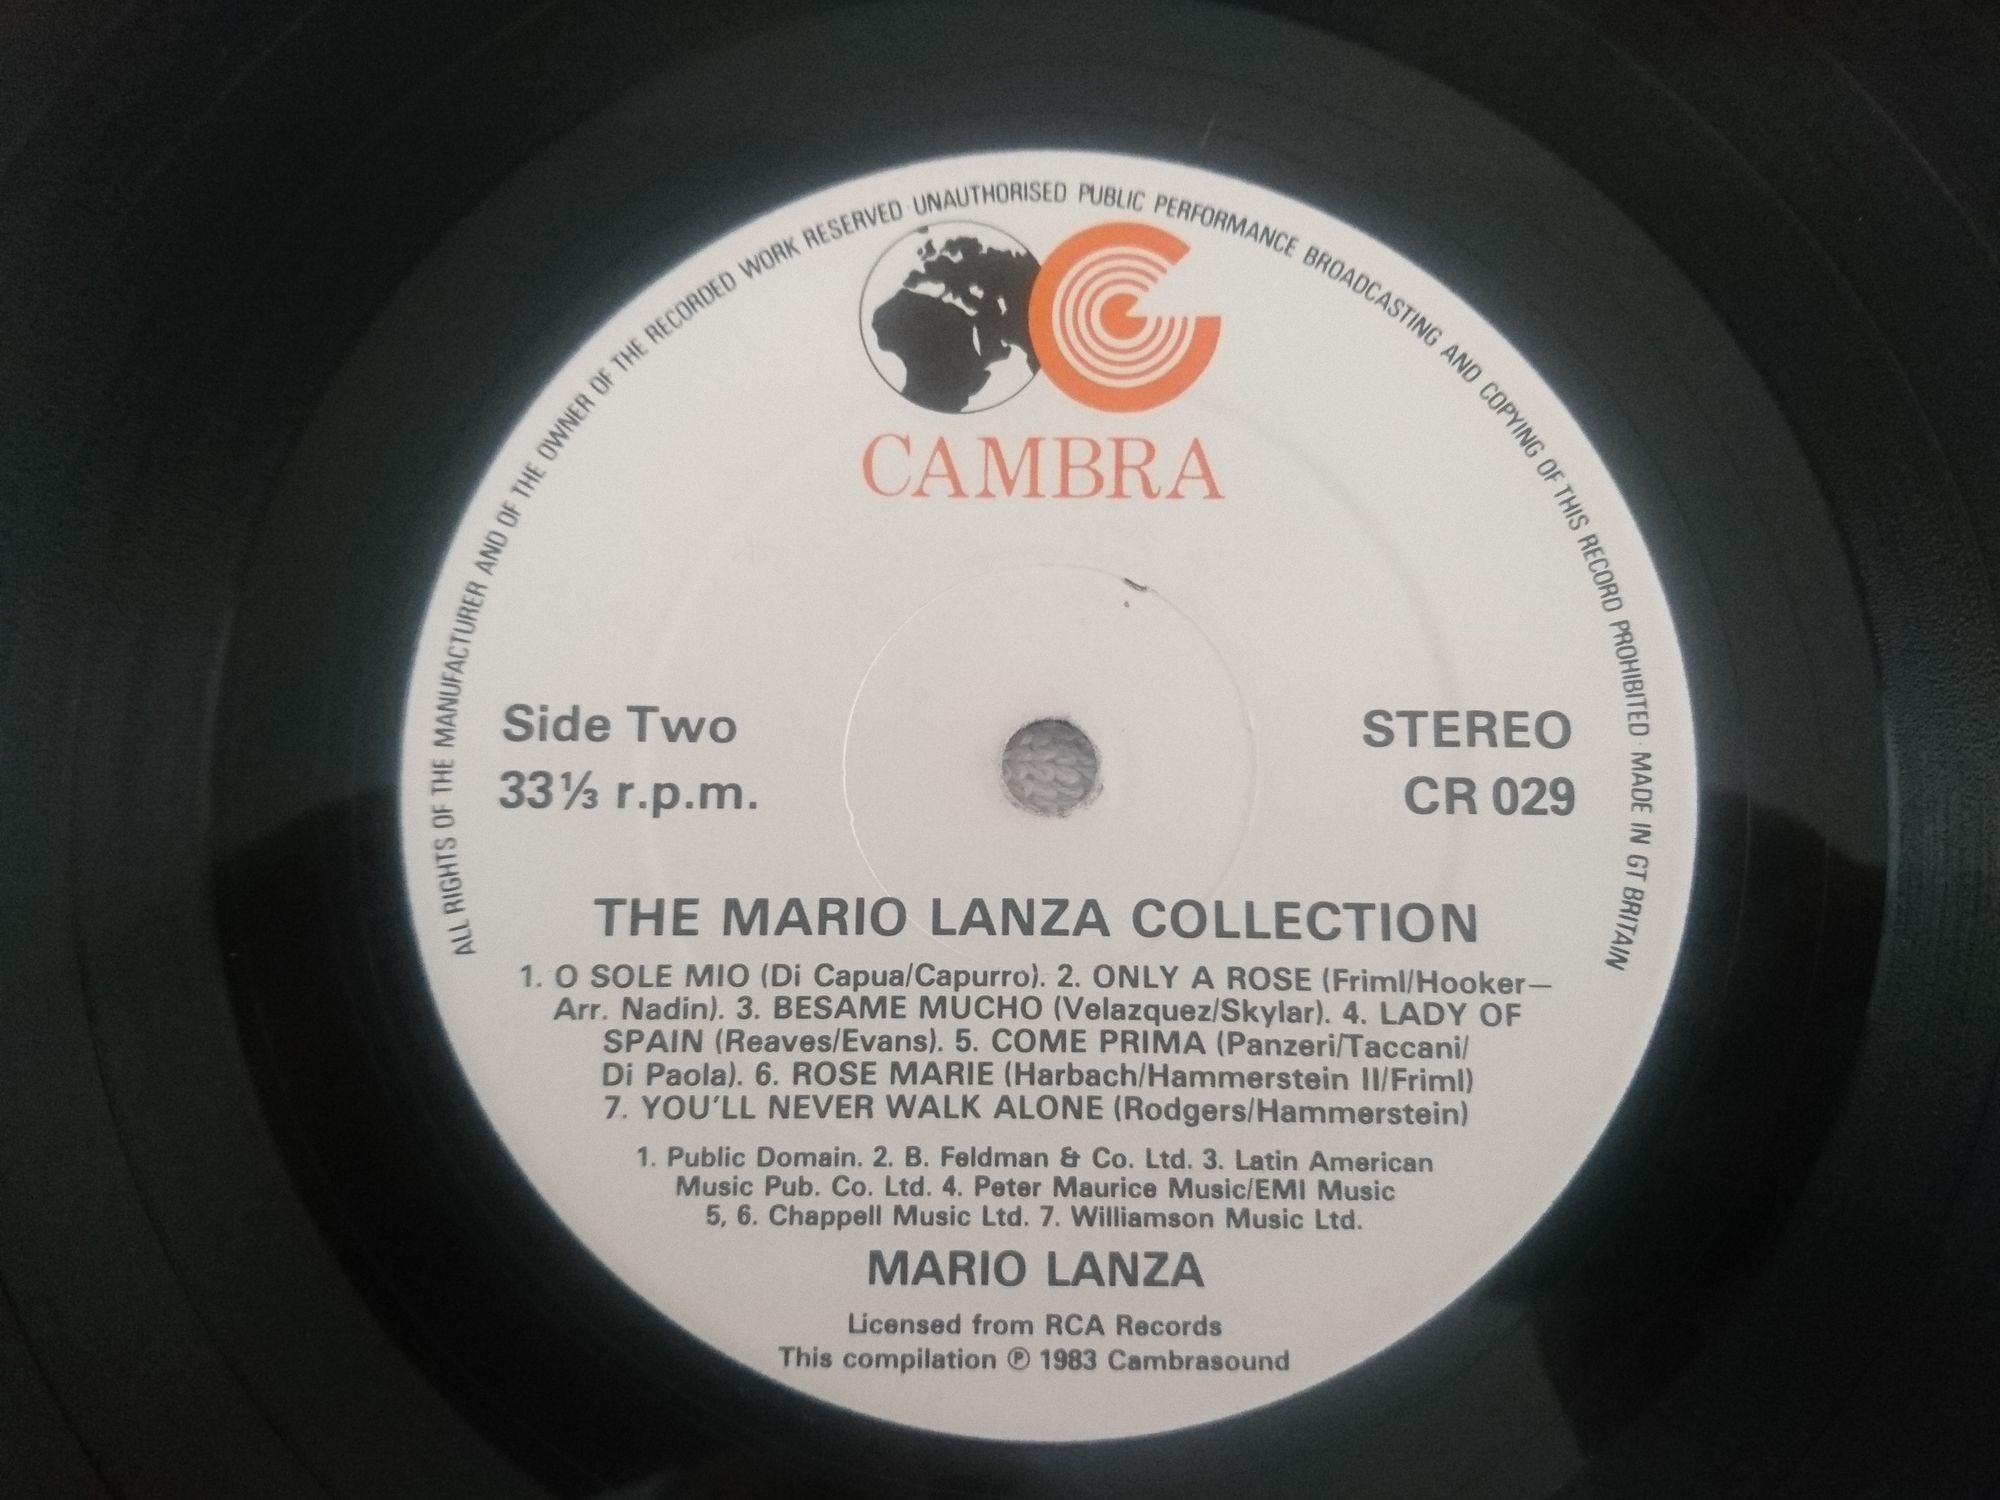 ALL RIGHTS OF THE MANUFACTURER AND OF THE OWNER OF THE RECORDED WORK RESERVED · UNAUTHORISED PUBLIC PERFORMANCE BROADCASTING AND COPYING OF THIS RECORD PROHIBITED · MADE IN GT BRITAIN
CAMBRA
Side Two
33⅓ r.p.m.
STEREO
CR 029
THE MARIO LANZA COLLECTION
1. O SOLE MIO (Di Capua/Capurro). 2. ONLY A ROSE (Friml/Hooker—
Arr. Nadin). 3. BESAME MUCHO (Velazquez/Skylar). 4. LADY OF
SPAIN (Reaves/Evans). 5. COME PRIMA (Panzeri/Taccani/
Di Paola). 6. ROSE MARIE (Harbach/Hammerstein II/Friml)
7. YOU'LL NEVER WALK ALONE (Rodgers/Hammerstein)
1. Public Domain. 2. B. Feldman & Co. Ltd. 3. Latin American
Music Pub. Co. Ltd. 4. Peter Maurice Music/EMI Music
5, 6. Chappell Music Ltd. 7. Williamson Music Ltd.
MARIO LANZA
Licensed from RCA Records
This compilation ℗ 1983 Cambrasound